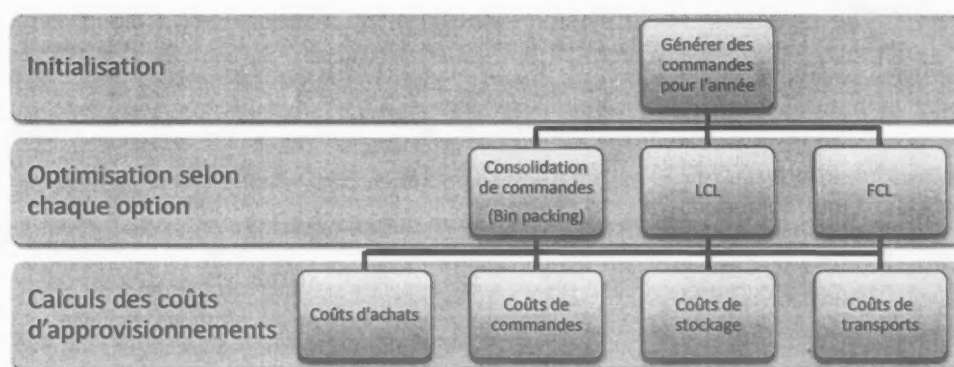 Initialisation
Générer des
commandes
pour l'année
Optimisation selon
chaque option
Consolidation
de commandes
(Bin packing)
LCL
FCL
Calculs des coûts
d'approvisionnements
Coûts d'achats
Coûts de
commandes
Coûts de
stockage
Coûts de
transports